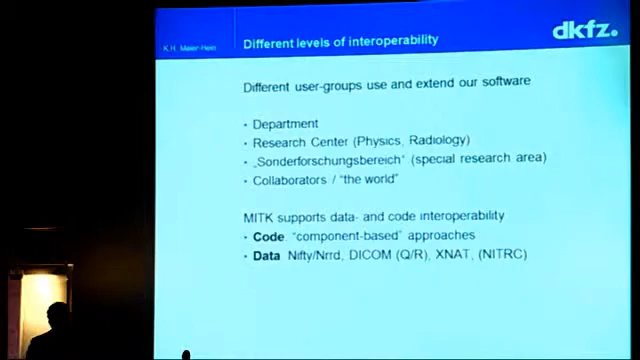 K.H. Maier-Hein
Different levels of interoperability
dkfz.
Different user-groups use and extend our software
• Department
• Research Center (Physics, Radiology)
• „Sonderforschungsbereich“ (special research area)
• Collaborators / “the world”
MITK supports data- and code interoperability
• Code “component-based” approaches
• Data Nifty/Nrrd, DICOM (Q/R), XNAT, (NITRC)